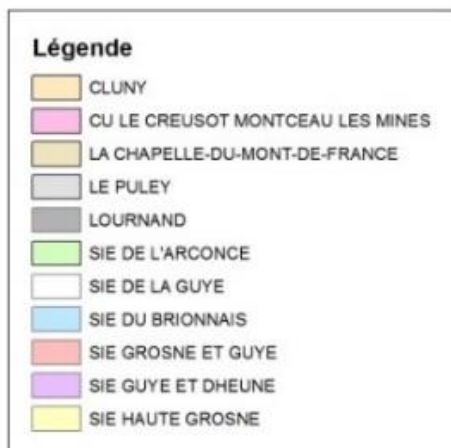 Légende
CLUNY
CU LE CREUSOT MONTCEAU LES MINES
LA CHAPELLE-DU-MONT-DE-FRANCE
LE PULEY
LOURNAND
SIE DE L'ARCONCE
SIE DE LA GUYE
SIE DU BRIONNAIS
SIE GROSNE ET GUYE
SIE GUYE ET DHEUNE
SIE HAUTE GROSNE